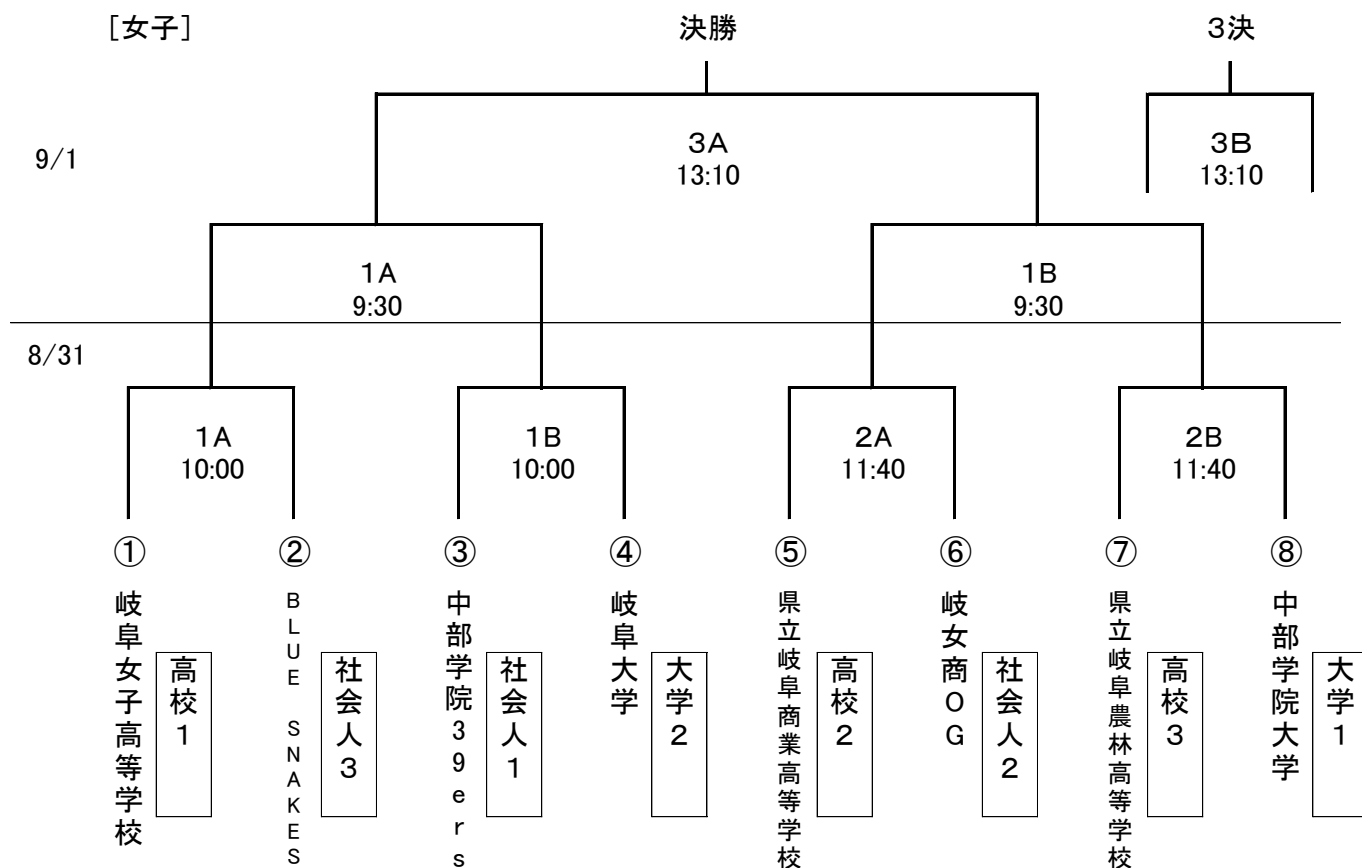 ［女子］
決勝
３決
9/1
３Ａ
13:10
３Ｂ
13:10
１Ａ
9:30
１Ｂ
9:30
8/31
１Ａ
10:00
１Ｂ
10:00
２Ａ
11:40
２Ｂ
11:40
①
②
③
④
⑤
⑥
⑦
⑧
岐阜女子高等学校
高校１
ＢＬＵＥ　ＳＮＡＫＥＳ
社会人３
中部学院３９ｅｒｓ
社会人１
岐阜大学
大学２
県立岐阜商業高等学校
高校２
岐女商ＯＧ
社会人２
県立岐阜農林高等学校
高校３
中部学院大学
大学１